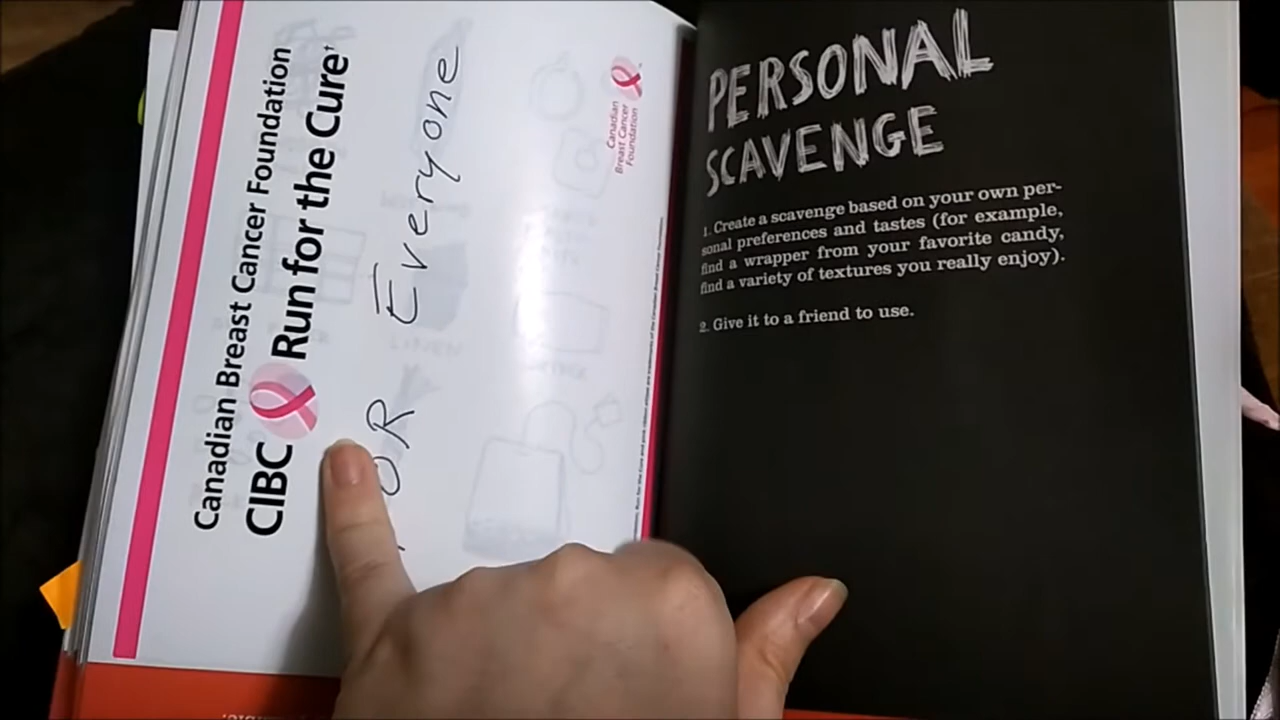 Canadian Breast Cancer Foundation
CIBC Run for the Cure†
OR Everyone
Canadian
Breast Cancer
Foundation
PERSONAL
SCAVENGE
1. Create a scavenge based on your own per-
sonal preferences and tastes (for example,
find a wrapper from your favorite candy,
find a variety of textures you really enjoy).
2. Give it to a friend to use.